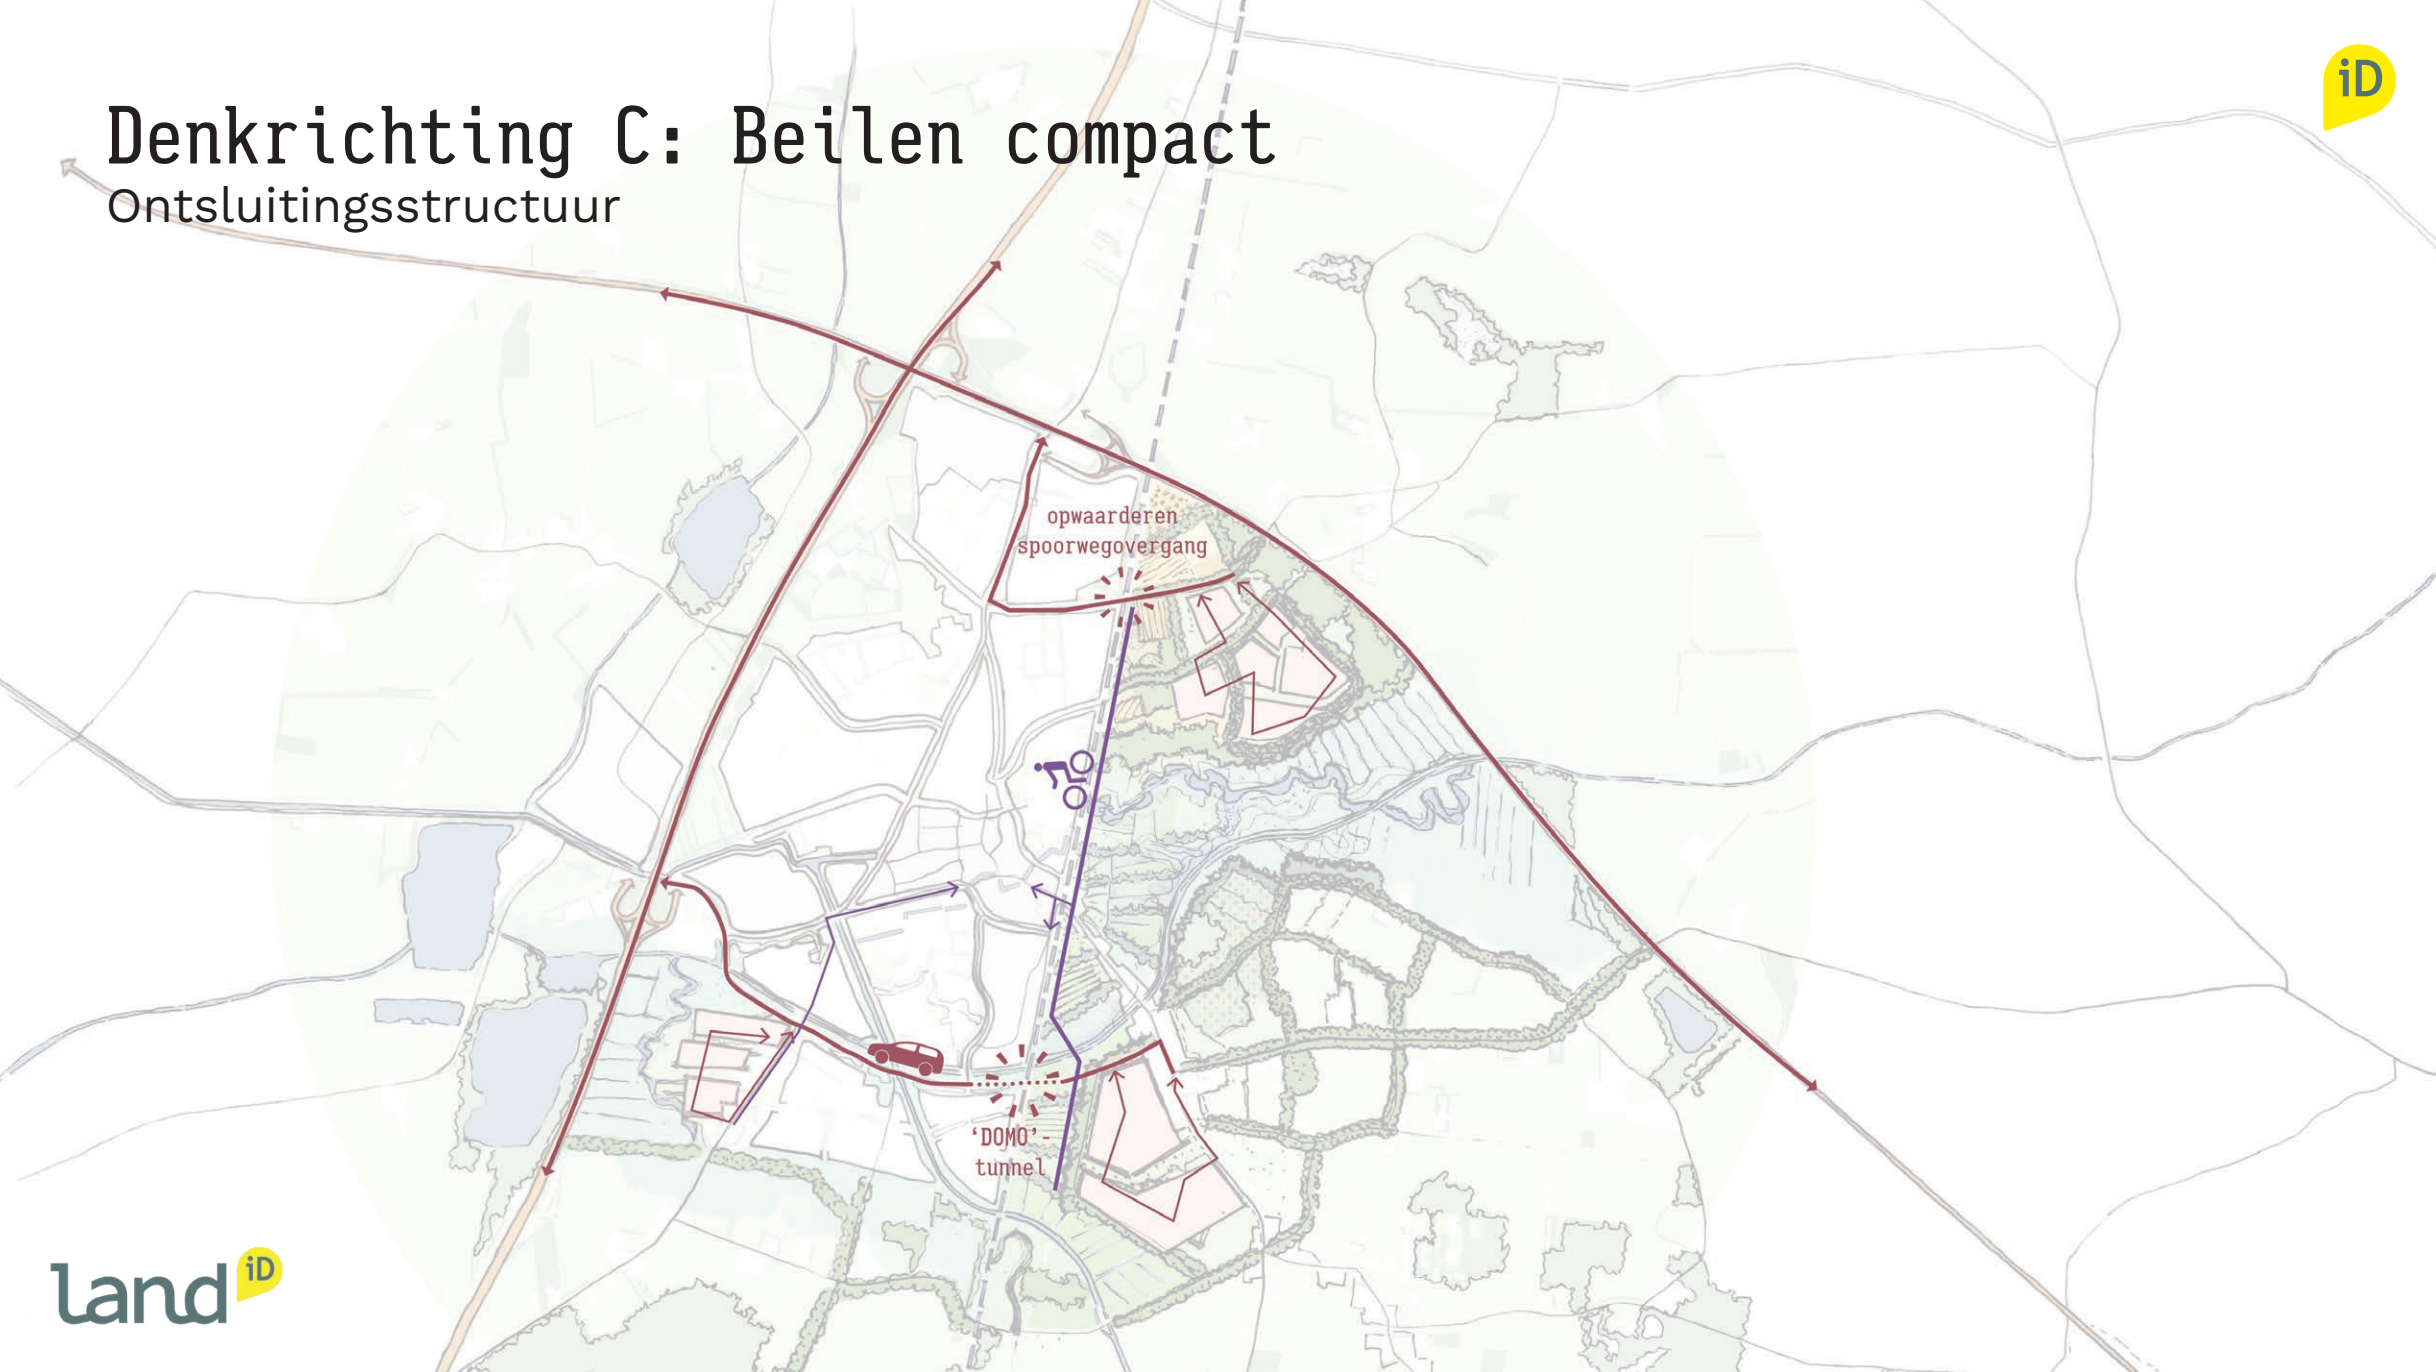 iD
Denkrichting C: Beilen compact
Ontsluitingsstructuur
opwaarderen
spoorwegovergang
‘DOMO’-
tunnel
land iD